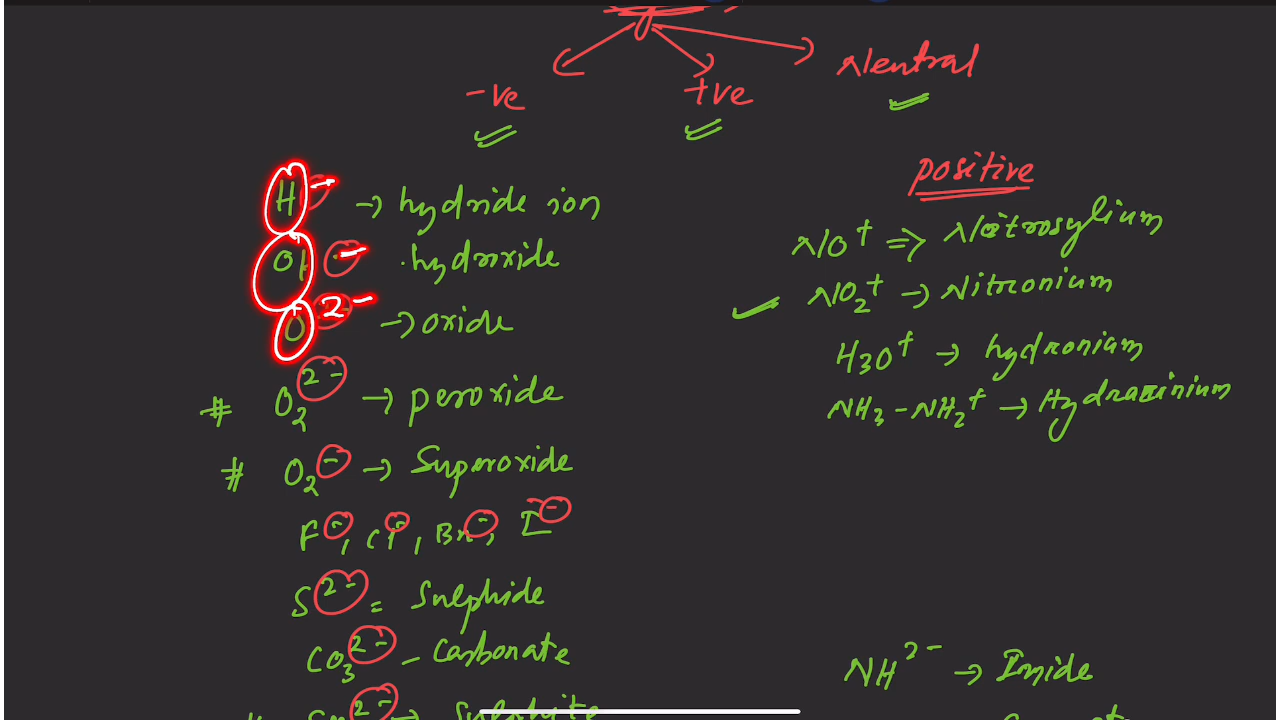 -ve +ve Neutral
positive
H⁻ → hydride ion
OH⁻ hydroxide
O²⁻ → oxide
# O₂²⁻ → peroxide
# O₂⁻ → Superoxide
F⁻, Cl⁻, Br⁻, I⁻
S²⁻ = Sulphide
CO₃²⁻ - Carbonate
→ Sulphite
NO⁺ ⇒ Nitrosylium
NO₂⁺ → Nitronium
H₃O⁺ → hydronium
NH₃-NH₂⁺ → Hydrazinium
NH²⁻ → Imide